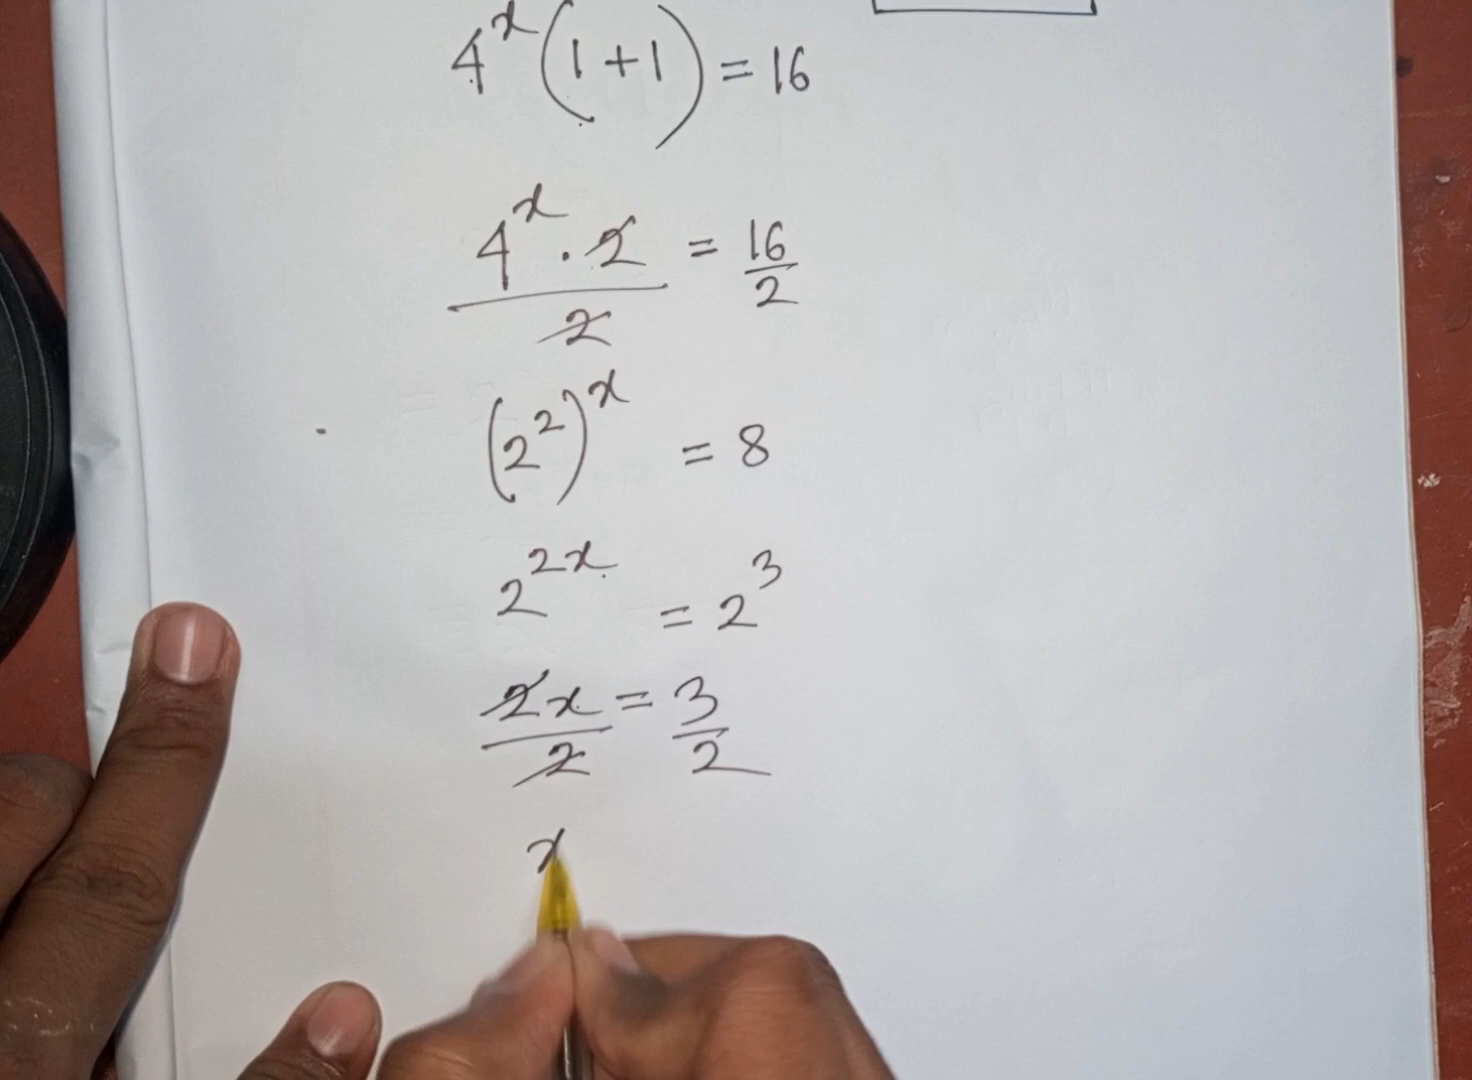 4^x (1+1) = 16
4^x . 2 / 2 = 16/2
(2^2)^x = 8
2^2x = 2^3
2x/2 = 3/2
x